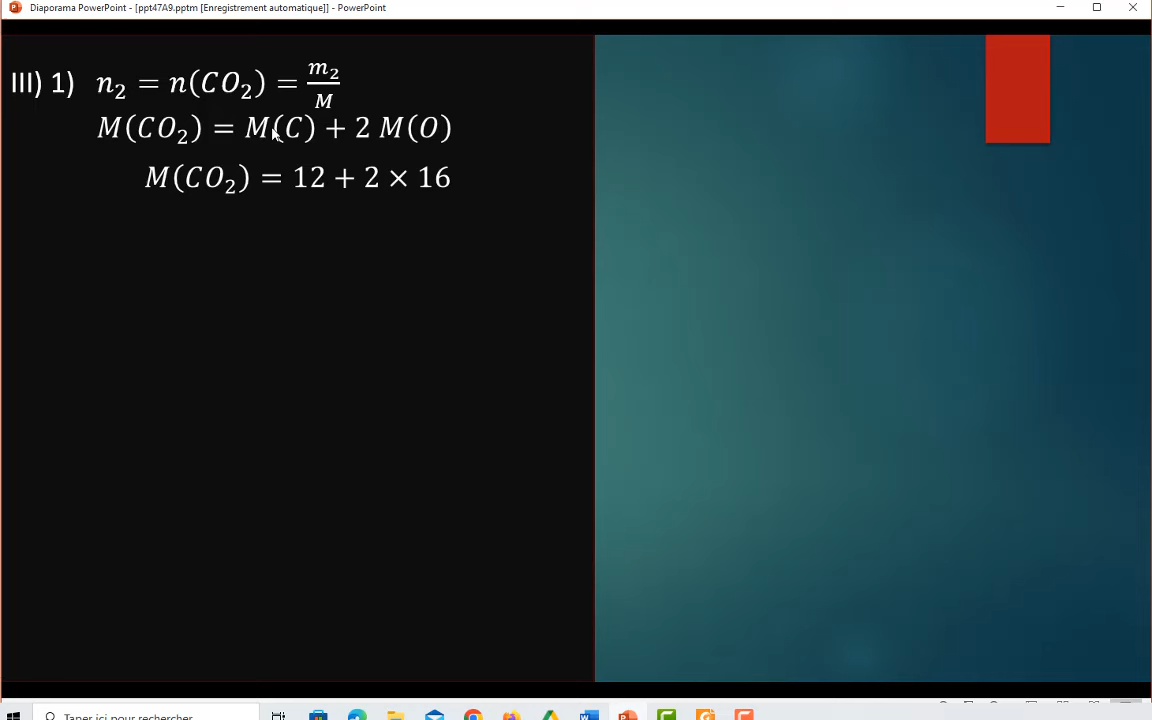 Diaporama PowerPoint - [ppt47A9.pptm [Enregistrement automatique]] - PowerPoint
III) 1) n₂ = n(CO₂) = m₂/M
M(CO₂) = M(C) + 2 M(O)
M(CO₂) = 12 + 2 × 16
Taper ici pour rechercher